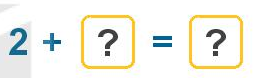 2 + ? = ?